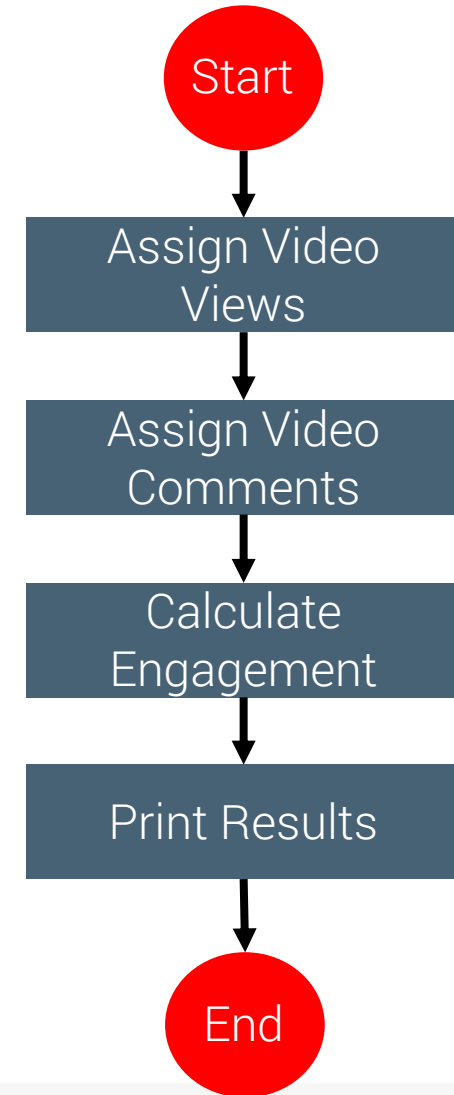 Start
Assign Video
Views
Assign Video
Comments
Calculate
Engagement
Print Results
End